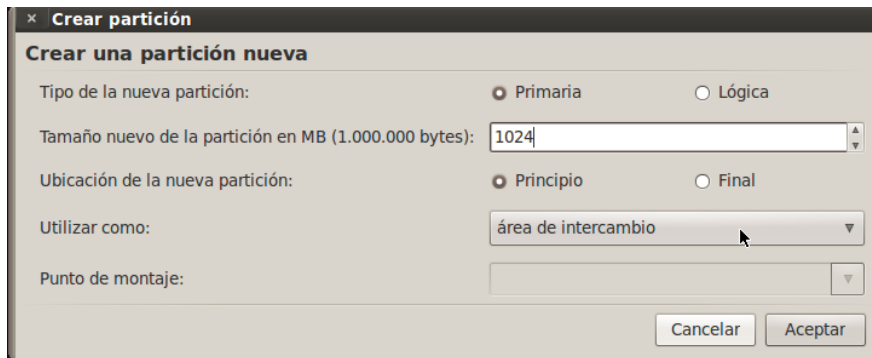 × Crear partición
Crear una partición nueva
Tipo de la nueva partición: Primaria Lógica
Tamaño nuevo de la partición en MB (1.000.000 bytes): 1024
Ubicación de la nueva partición: Principio Final
Utilizar como: área de intercambio
Punto de montaje:
Cancelar Aceptar